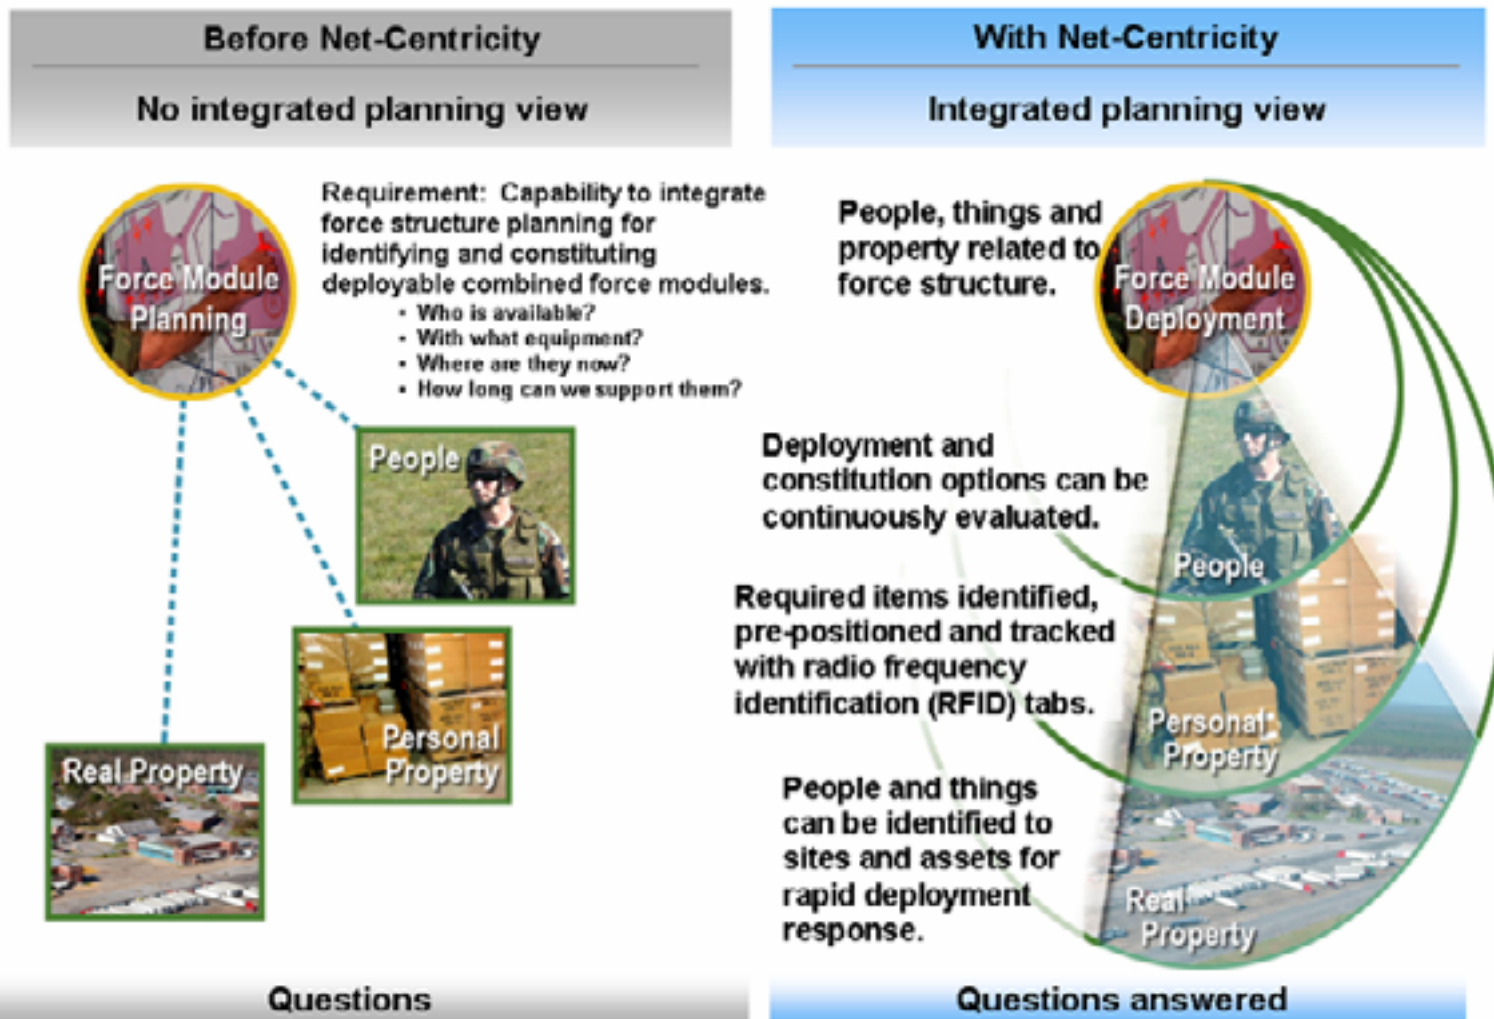 Before Net-Centricity
No integrated planning view
Force Module
Planning
Requirement: Capability to integrate
force structure planning for
identifying and constituting
deployable combined force modules.
• Who is available?
• With what equipment?
• Where are they now?
• How long can we support them?
People
Personal
Property
Real Property
Questions
With Net-Centricity
Integrated planning view
People, things and
property related to
force structure.
Force Module
Deployment
Deployment and
constitution options can be
continuously evaluated.
People
Required items identified,
pre-positioned and tracked
with radio frequency
identification (RFID) tabs.
Personal
Property
People and things
can be identified to
sites and assets for
rapid deployment
response.
Real
Property
Questions answered